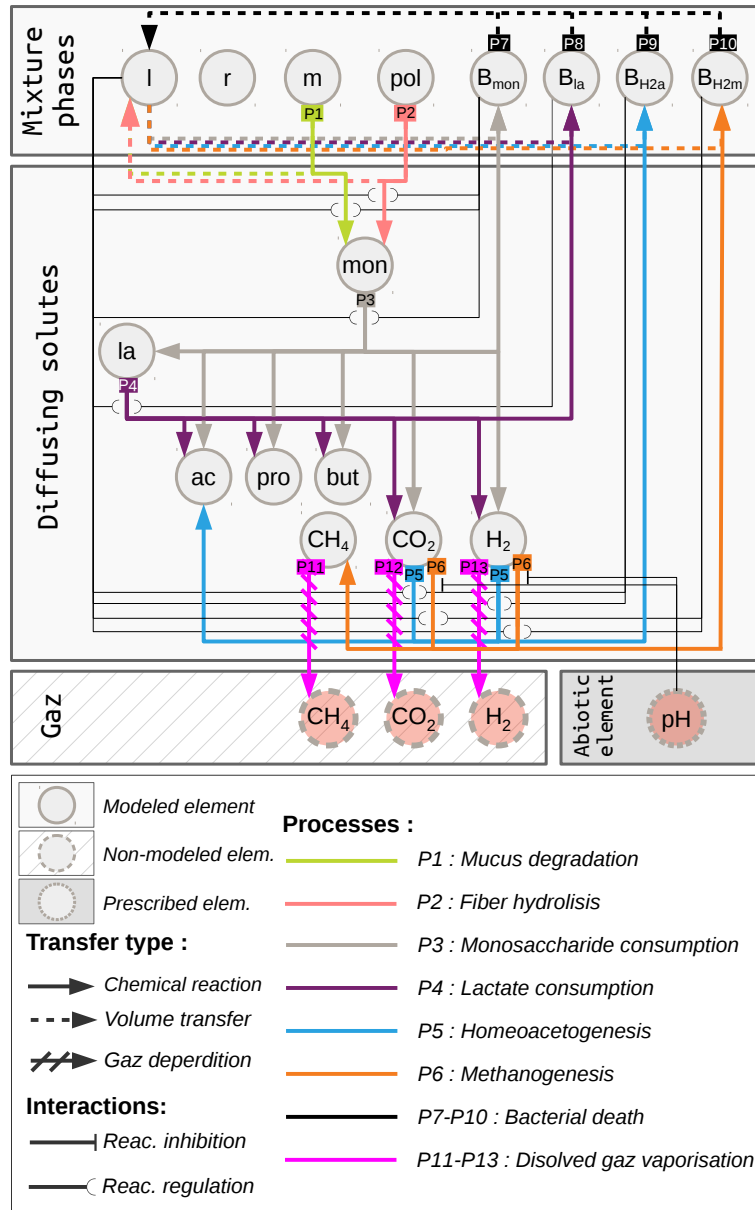 Mixture
phases
P7
P8
P9
P10
l
r
m
pol
B_mon
B_la
B_H2a
B_H2m
P1
P2
Diffusing solutes
mon
P3
la
P4
ac
pro
but
CH4
CO2
H2
P11
P12
P5
P6
P13
P5
P6
Gaz
CH4
CO2
H2
Abiotic
element
pH
Modeled element
Non-modeled elem.
Prescribed elem.
Transfer type :
Chemical reaction
Volume transfer
Gaz deperdition
Interactions:
Reac. inhibition
Reac. regulation
Processes :
P1 : Mucus degradation
P2 : Fiber hydrolisis
P3 : Monosaccharide consumption
P4 : Lactate consumption
P5 : Homeoacetogenesis
P6 : Methanogenesis
P7-P10 : Bacterial death
P11-P13 : Disolved gaz vaporisation